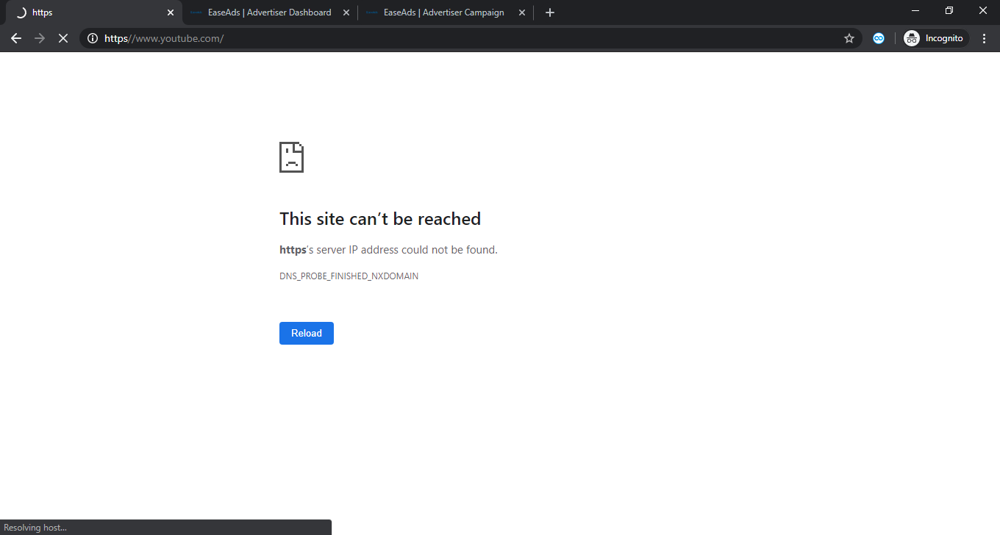 https
EaseAds | Advertiser Dashboard
EaseAds | Advertiser Campaign
https//www.youtube.com/
Incognito
This site can’t be reached
https’s server IP address could not be found.
DNS_PROBE_FINISHED_NXDOMAIN
Reload
Resolving host...